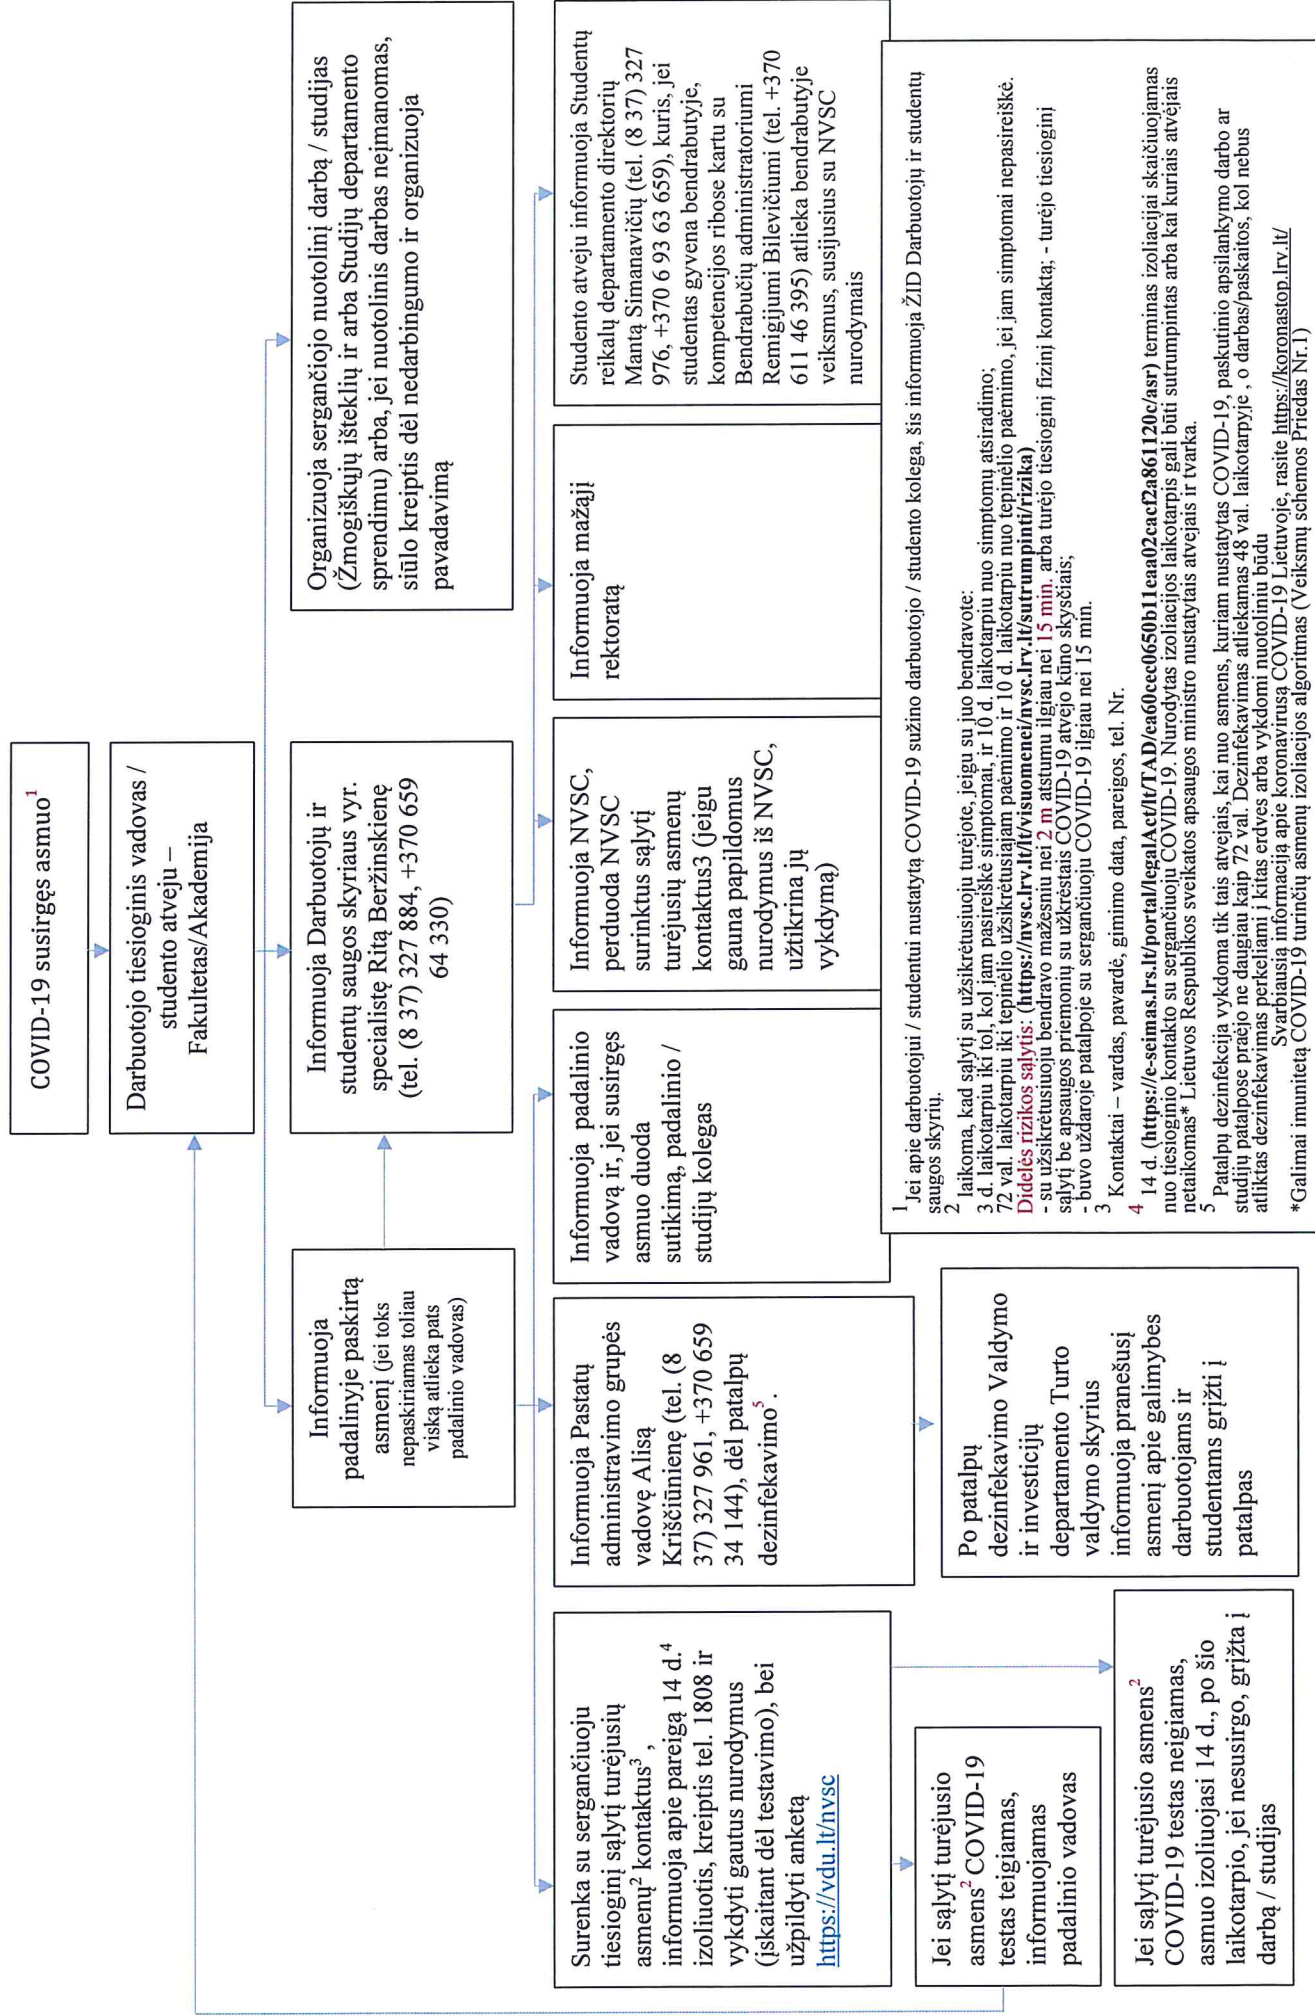 COVID-19 susirgęs asmuo1
Darbuotojo tiesioginis vadovas /
studento atveju –
Fakultetas/Akademija
Informuoja
padalinyje paskirtą
asmenį (jei toks
nepaskiriamas toliau
viską atlieka pats
padalinio vadovas)
Informuoja Darbuotojų ir
studentų saugos skyriaus vyr.
specialistę Ritą Beržinskienę
(tel. (8 37) 327 884, +370 659
64 330)
Organizuoja sergančiojo nuotolinį darbą / studijas
(Žmogiškųjų išteklių ir arba Studijų departamento
sprendimu) arba, jei nuotolinis darbas neįmanomas,
siūlo kreiptis dėl nedarbingumo ir organizuoja
pavadavimą
Surenka su sergančiuoju
tiesioginį sąlytį turėjusių
asmenų2 kontaktus3 ,
informuoja apie pareigą 14 d.4
izoliuotis, kreiptis tel. 1808 ir
vykdyti gautus nurodymus
(įskaitant dėl testavimo), bei
užpildyti anketą
https://vdu.lt/nvsc
Informuoja Pastatų
administravimo grupės
vadovę Alisą
Kriščiūnienę (tel. (8
37) 327 961, +370 659
34 144), dėl patalpų
dezinfekavimo5.
Informuoja padalinio
vadovą ir, jei susirgęs
asmuo duoda
sutikimą, padalinio /
studijų kolegas
Informuoja NVSC,
perduoda NVSC
surinktus sąlytį
turėjusių asmenų
kontaktus3 (jeigu
gauna papildomus
nurodymus iš NVSC,
užtikrina jų
vykdymą)
Informuoja mažąjį
rektoratą
Studento atveju informuoja Studentų
reikalų departamento direktorių
Mantą Simanavičių (tel. (8 37) 327
976, +370 6 93 63 659), kuris, jei
studentas gyvena bendrabutyje,
kompetencijos ribose kartu su
Bendrabučių administratoriumi
Remigijumi Bilevičiumi (tel. +370
611 46 395) atlieka bendrabutyje
veiksmus, susijusius su NVSC
nurodymais
Jei sąlytį turėjusio
asmens2 COVID-19
testas teigiamas,
informuojamas
padalinio vadovas
Jei sąlytį turėjusio asmens2
COVID-19 testas neigiamas,
asmuo izoliuojasi 14 d., po šio
laikotarpio, jei nesusirgo, grįžta į
darbą / studijas
Po patalpų
dezinfekavimo Valdymo
ir investicijų
departamento Turto
valdymo skyrius
informuoja pranešusį
asmenį apie galimybes
darbuotojams ir
studentams grįžti į
patalpas
1 Jei apie darbuotojui / studentui nustatytą COVID-19 sužino darbuotojo / studento kolega, šis informuoja ŽID Darbuotojų ir studentų
saugos skyrių.
2 laikoma, kad sąlytį su užsikrėtusiuoju turėjote, jeigu su juo bendravote:
3 d. laikotarpiu iki tol, kol jam pasireiškė simptomai, ir 10 d. laikotarpiu nuo simptomų atsiradimo;
72 val. laikotarpiu iki tepinėlio užsikrėtusiajam paėmimo ir 10 d. laikotarpiu nuo tepinėlio paėmimo, jei jam simptomai nepasireiškė.
Didelės rizikos sąlytis: (https://nvsc.lrv.lt/lt/visuomenei/nvsc.lrv.lt/sutrumpinti/rizika)
- su užsikrėtusiuoju bendravo mažesniu nei 2 m atstumu ilgiau nei 15 min. arba turėjo tiesioginį fizinį kontaktą; - turėjo tiesioginį
sąlytį be apsaugos priemonių su užkrėstais COVID-19 atvejo kūno skysčiais;
- buvo uždaroje patalpoje su sergančiuoju COVID-19 ilgiau nei 15 min.
3 Kontaktai – vardas, pavardė, gimimo data, pareigos, tel. Nr.
4 14 d. (https://e-seimas.lrs.lt/portal/legalAct/lt/TAD/ea60cec0650b11eaa02cacf2a861120c/asr) terminas izoliacijai skaičiuojamas
nuo tiesioginio kontakto su sergančiuoju COVID-19. Nurodytas izoliacijos laikotarpis gali būti sutrumpintas arba kai kuriais atvėjais
netaikomas* Lietuvos Respublikos sveikatos apsaugos ministro nustatytais atvejais ir tvarka.
5 Patalpų dezinfekcija vykdoma tik tais atvejais, kai nuo asmens, kuriam nustatytas COVID-19, paskutinio apsilankymo darbo ar
studijų patalpose praėjo ne daugiau kaip 72 val. Dezinfekavimas atliekamas 48 val. laikotarpyje , o darbas/paskaitos, kol nebus
atliktas dezinfekavimas perkeliami į kitas erdves arba vykdomi nuotoliniu būdu
Svarbiausią informaciją apie koronavirusą COVID-19 Lietuvoje, rasite https://koronastop.lrv.lt/
*Galimai imunitetą COVID-19 turinčių asmenų izoliacijos algoritmas (Veiksmų schemos Priedas Nr.1)